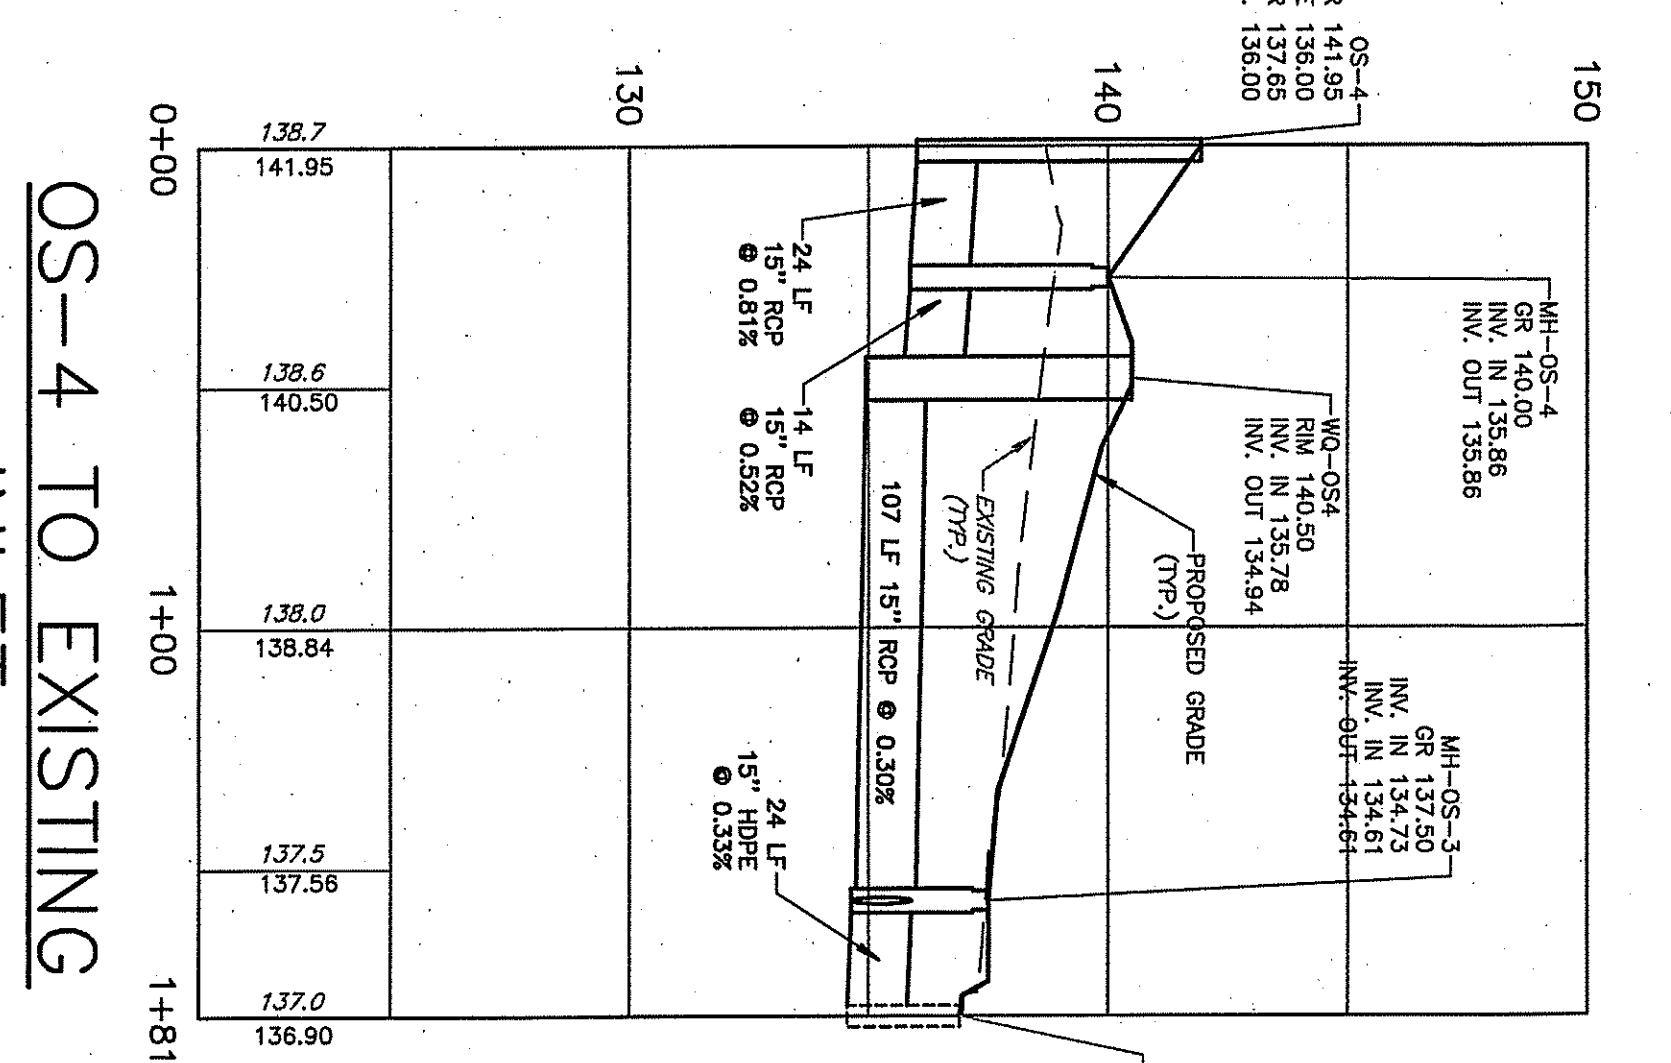 OS-4
R 141.95
E 136.00
R 137.65
. 136.00
MH-OS-4
GR 140.00
INV. IN 135.86
INV. OUT 135.86
WQ-OS4
RIM 140.50
INV. IN 135.78
INV. OUT 134.94
MH-OS-3
GR 137.50
INV. IN 134.73
INV. IN 134.61
INV. OUT 134.61
PROPOSED GRADE
(TYP.)
EXISTING GRADE
(TYP.)
150
140
130
24 LF
15" RCP
@ 0.81%
14 LF
15" RCP
@ 0.52%
107 LF 15" RCP @ 0.30%
24 LF
15" HDPE
@ 0.33%
138.7
141.95
138.6
140.50
138.0
138.84
137.5
137.56
137.0
136.90
0+00
1+00
1+81
OS-4 TO EXISTING